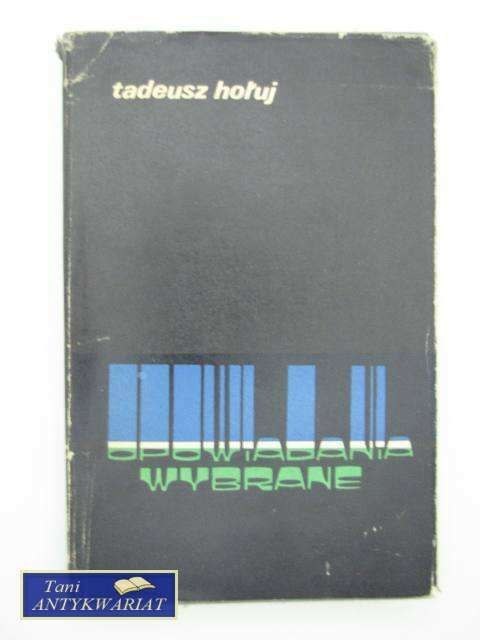 tadeusz hołuj
OPOWIADANIA
WYBRANE
Tani
ANTYKWARIAT